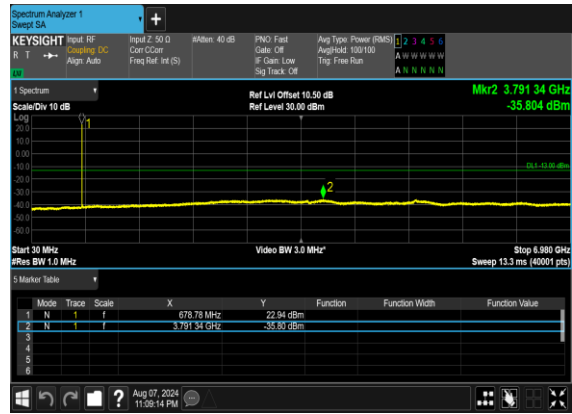 Spectrum Analyzer 1
Swept SA
KEYSIGHT Input: RF Input Z: 50 Ω #Atten: 40 dB PNO: Fast Avg Type: Power (RMS) 1 2 3 4 5 6
R T Coupling: DC Corr CCorr Gate: Off Avg|Hold: 100/100 A W W W W W
Align: Auto Freq Ref: Int (S) IF Gain: Low Trig: Free Run
Sig Track: Off A N N N N N
1 Spectrum Ref Lvl Offset 10.50 dB Mkr2 3.791 34 GHz
Scale/Div 10 dB Ref Level 30.00 dBm -35.804 dBm
Log
1
20.0
10.0
0.00
-10.0
DL1 -13.00 dBm
-20.0
2
-30.0
-40.0
-50.0
-60.0
Start 30 MHz Video BW 3.0 MHz* Stop 6.980 GHz
#Res BW 1.0 MHz Sweep 13.3 ms (40001 pts)
5 Marker Table
Mode Trace Scale X Y Function Function Width Function Value
1 N 1 f 678.78 MHz 22.94 dBm
2 N 1 f 3.791 34 GHz -35.80 dBm
3
4
5
6
Aug 07, 2024
11:09:14 PM